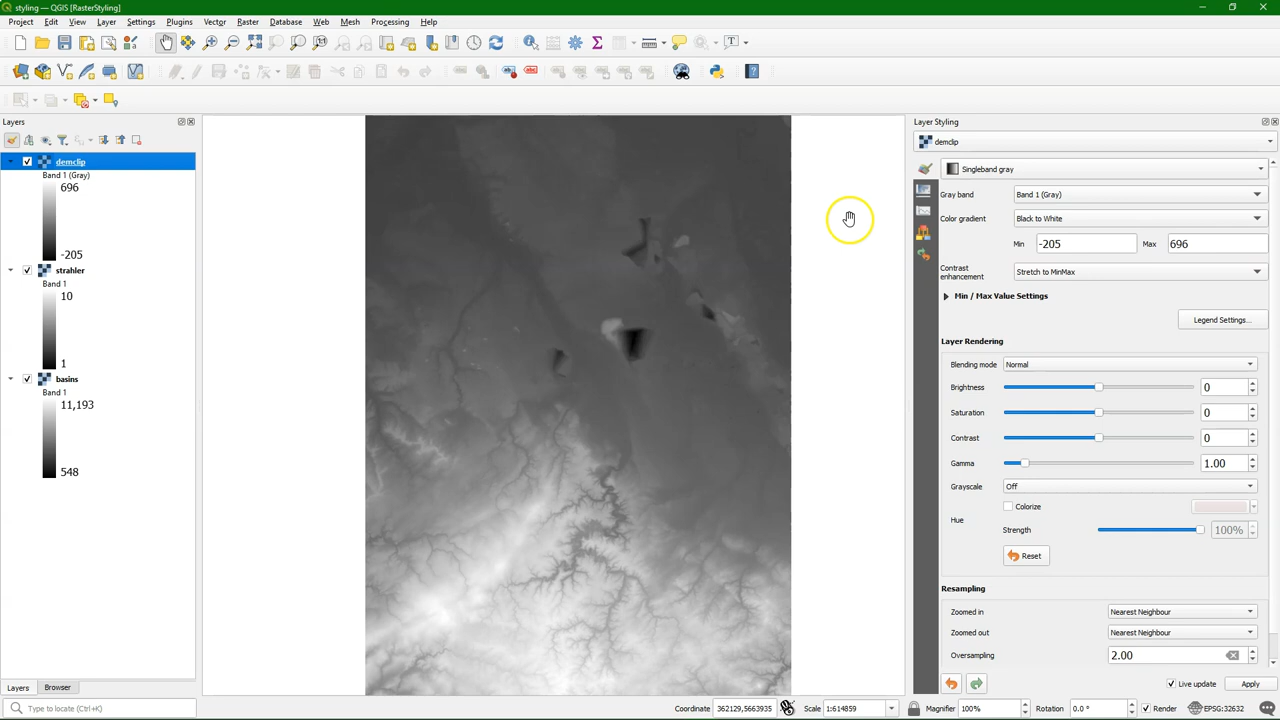 styling — QGIS [RasterStyling]
Project Edit View Layer Settings Plugins Vector Raster Database Web Mesh Processing Help
Layers
demclip
Band 1 (Gray)
696
-205
strahler
Band 1
10
1
basins
Band 1
11,193
548
Layers Browser
Type to locate (Ctrl+K)
Layer Styling
demclip
Singleband gray
Gray band Band 1 (Gray)
Color gradient Black to White
Min -205 Max 696
Contrast enhancement Stretch to MinMax
Min / Max Value Settings
Legend Settings...
Layer Rendering
Blending mode Normal
Brightness 0
Saturation 0
Contrast 0
Gamma 1.00
Grayscale Off
Colorize
Hue
Strength 100%
Reset
Resampling
Zoomed in Nearest Neighbour
Zoomed out Nearest Neighbour
Oversampling 2.00
Live update Apply
Coordinate 362129,5663935 Scale 1:614859 Magnifier 100% Rotation 0.0 ° Render EPSG:32632